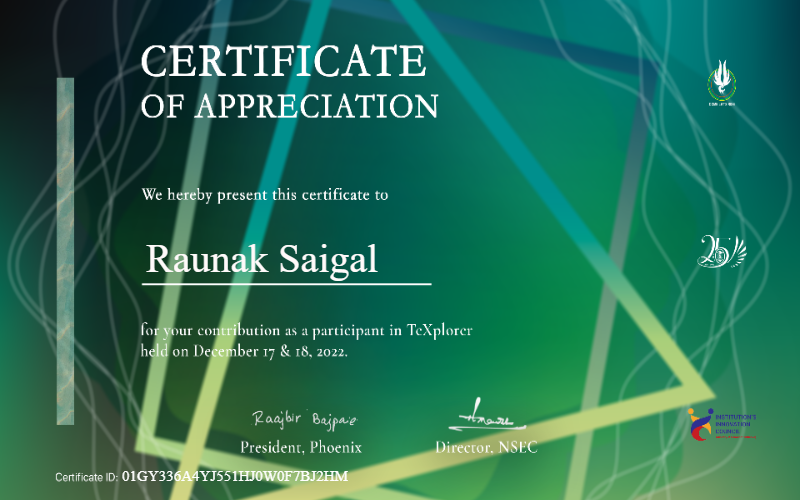 CERTIFICATE
OF APPRECIATION
We hereby present this certificate to
Raunak Saigal
for your contribution as a participant in TeXplorer
held on December 17 & 18, 2022.
Raajbir Bajpaie
President, Phoenix
Director, NSEC
INSTITUTION'S
INNOVATION
COUNCIL
Certificate ID: 01GY336A4YJ551HJ0W0F7BJ2HM